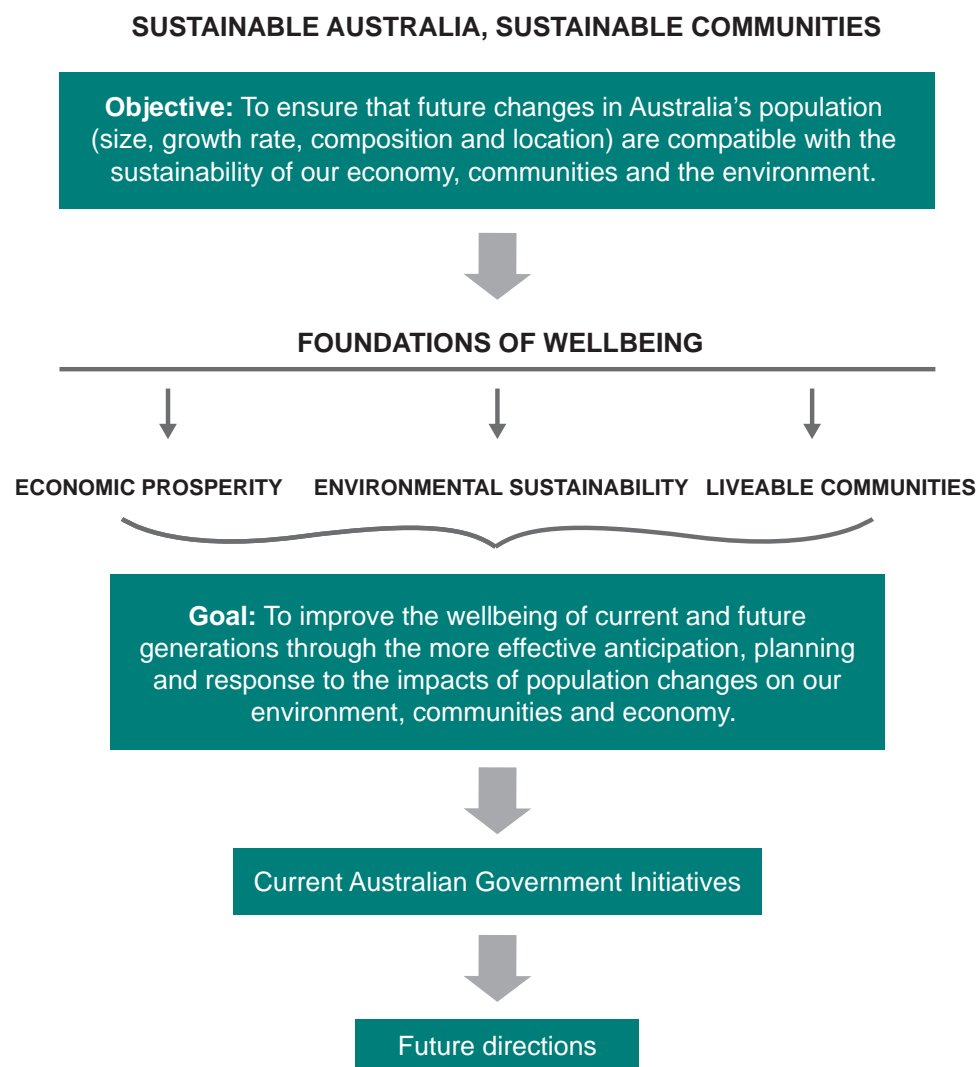 SUSTAINABLE AUSTRALIA, SUSTAINABLE COMMUNITIES
Objective: To ensure that future changes in Australia’s population
(size, growth rate, composition and location) are compatible with the
sustainability of our economy, communities and the environment.
FOUNDATIONS OF WELLBEING
ECONOMIC PROSPERITY
ENVIRONMENTAL SUSTAINABILITY
LIVEABLE COMMUNITIES
Goal: To improve the wellbeing of current and future
generations through the more effective anticipation, planning
and response to the impacts of population changes on our
environment, communities and economy.
Current Australian Government Initiatives
Future directions